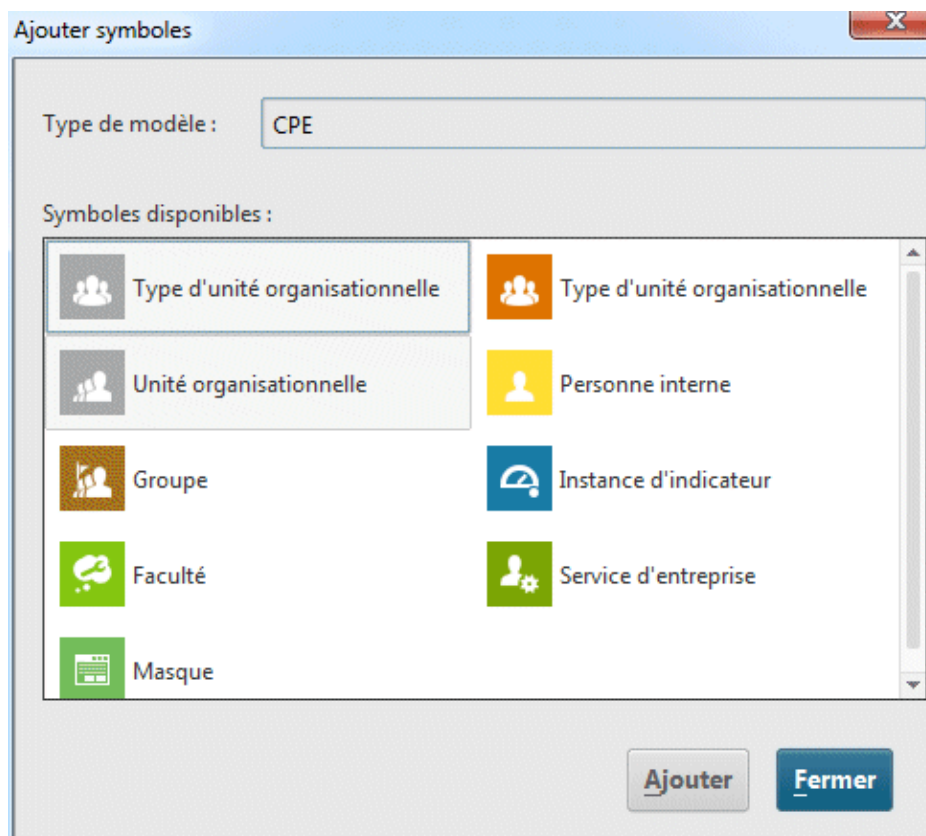 Ajouter symboles
Type de modèle :
CPE
Symboles disponibles :
Type d'unité organisationnelle
Type d'unité organisationnelle
Unité organisationnelle
Personne interne
Groupe
Instance d'indicateur
Faculté
Service d'entreprise
Masque
Ajouter
Fermer